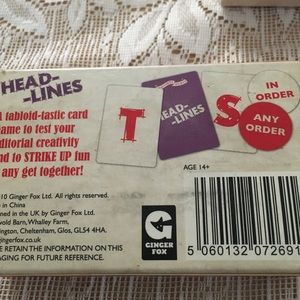 HEAD-
-LINES
A tabloid-tastic card
game to test your
editorial creativity
and to STRIKE UP fun
any get together!
T
HEAD-
-LINES
S
IN
ORDER
ANY
ORDER
AGE 14+
10 Ginger Fox Ltd. All rights reserved.
in China
ned in the UK by Ginger Fox Ltd.
wold Barn, Whalley Farm,
ington, Cheltenham, Glos, GL54 4HA.
gingerfox.co.uk
E RETAIN THE INFORMATION ON THIS
AGING FOR FUTURE REFERENCE.
GINGER
FOX
5 060132 07269